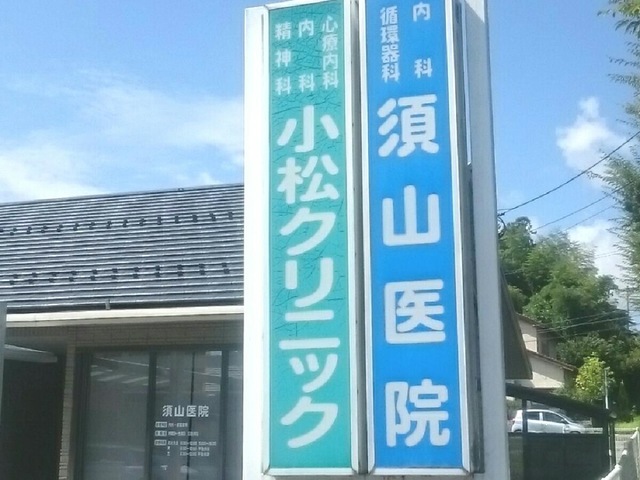 内科
循環器科
須山医院
心療内科
内科
精神科
小松クリニック
須山医院